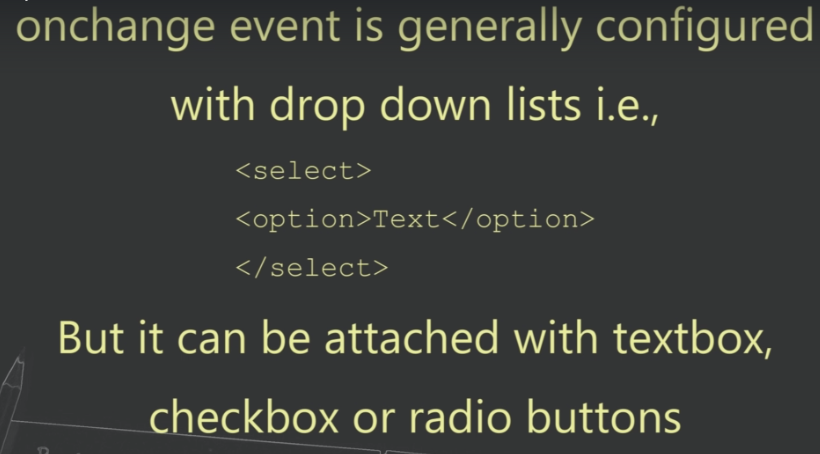 onchange event is generally configured
with drop down lists i.e.,
<select>
<option>Text</option>
</select>
But it can be attached with textbox,
checkbox or radio buttons